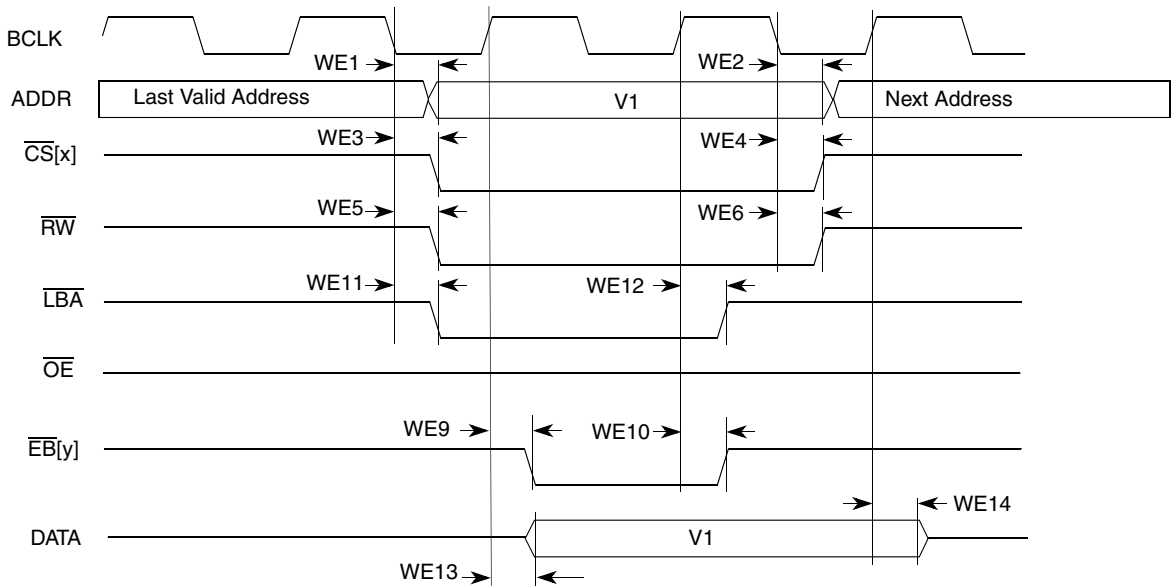 BCLK
WE1
WE2
ADDR
Last Valid Address
V1
Next Address
WE3
WE4
CS[x]
WE5
WE6
RW
WE11
WE12
LBA
OE
WE9
WE10
EB[y]
WE14
DATA
V1
WE13